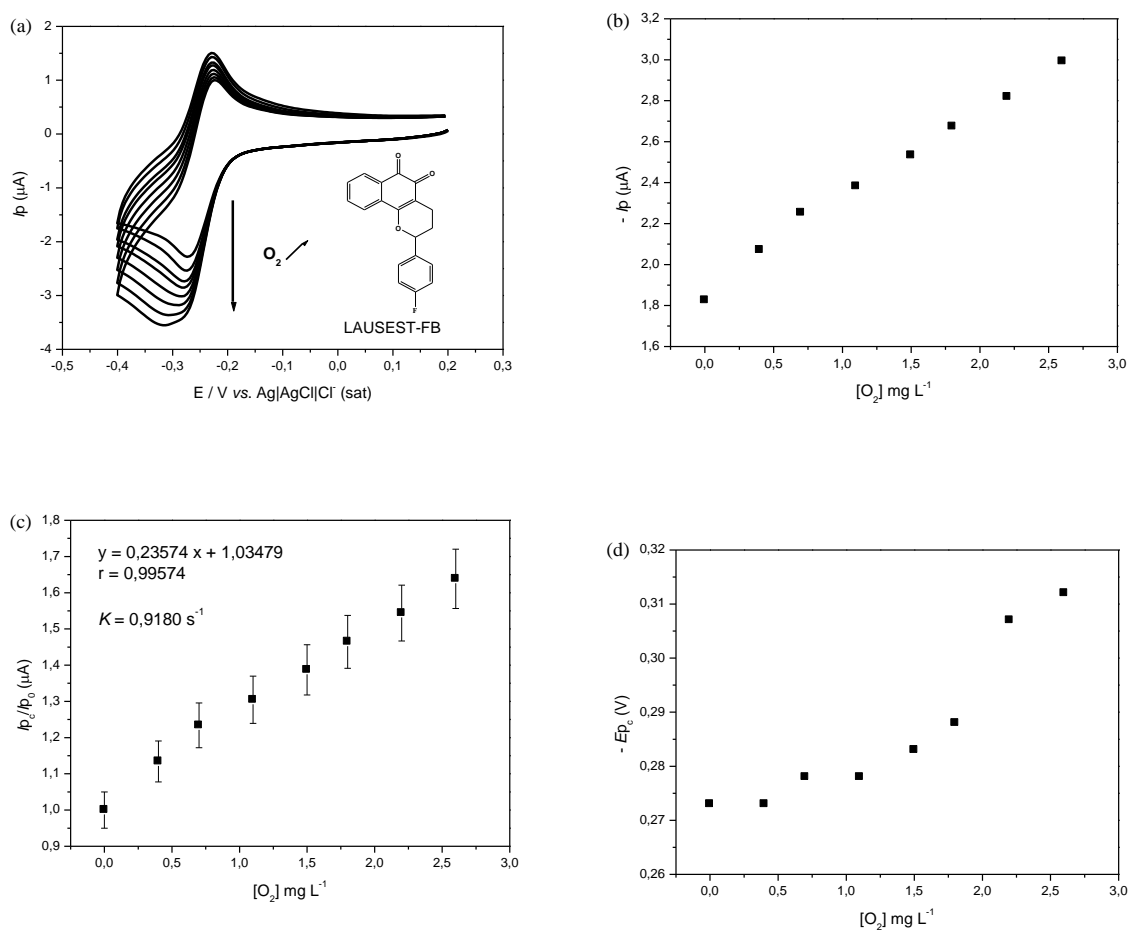 (a)
2
1
0
-1
-2
-3
-4
Ip (µA)
-0,5 -0,4 -0,3 -0,2 -0,1 0,0 0,1 0,2 0,3
E / V vs. Ag|AgCl|Cl⁻ (sat)
O₂
O
O
O
F
LAUSEST-FB
(b)
3,2
3,0
2,8
2,6
2,4
2,2
2,0
1,8
1,6
- Ip (µA)
0,0 0,5 1,0 1,5 2,0 2,5 3,0
[O₂] mg L⁻¹
(c)
1,8
1,7
1,6
1,5
1,4
1,3
1,2
1,1
1,0
0,9
Ip꜀/Ip₀ (µA)
y = 0,23574 x + 1,03479
r = 0,99574
K = 0,9180 s⁻¹
0,0 0,5 1,0 1,5 2,0 2,5 3,0
[O₂] mg L⁻¹
(d)
0,32
0,31
0,30
0,29
0,28
0,27
0,26
- Ep꜀ (V)
0,0 0,5 1,0 1,5 2,0 2,5 3,0
[O₂] mg L⁻¹